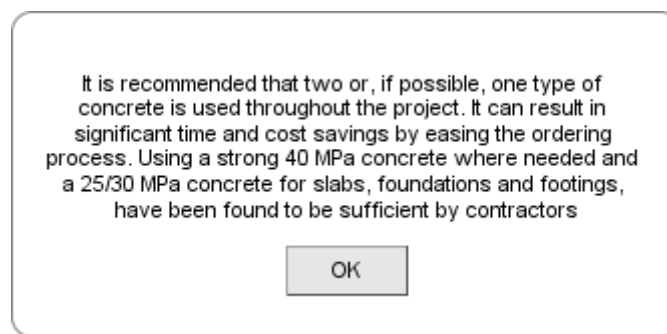 It is recommended that two or, if possible, one type of
concrete is used throughout the project. It can result in
significant time and cost savings by easing the ordering
process. Using a strong 40 MPa concrete where needed and
a 25/30 MPa concrete for slabs, foundations and footings,
have been found to be sufficient by contractors
OK